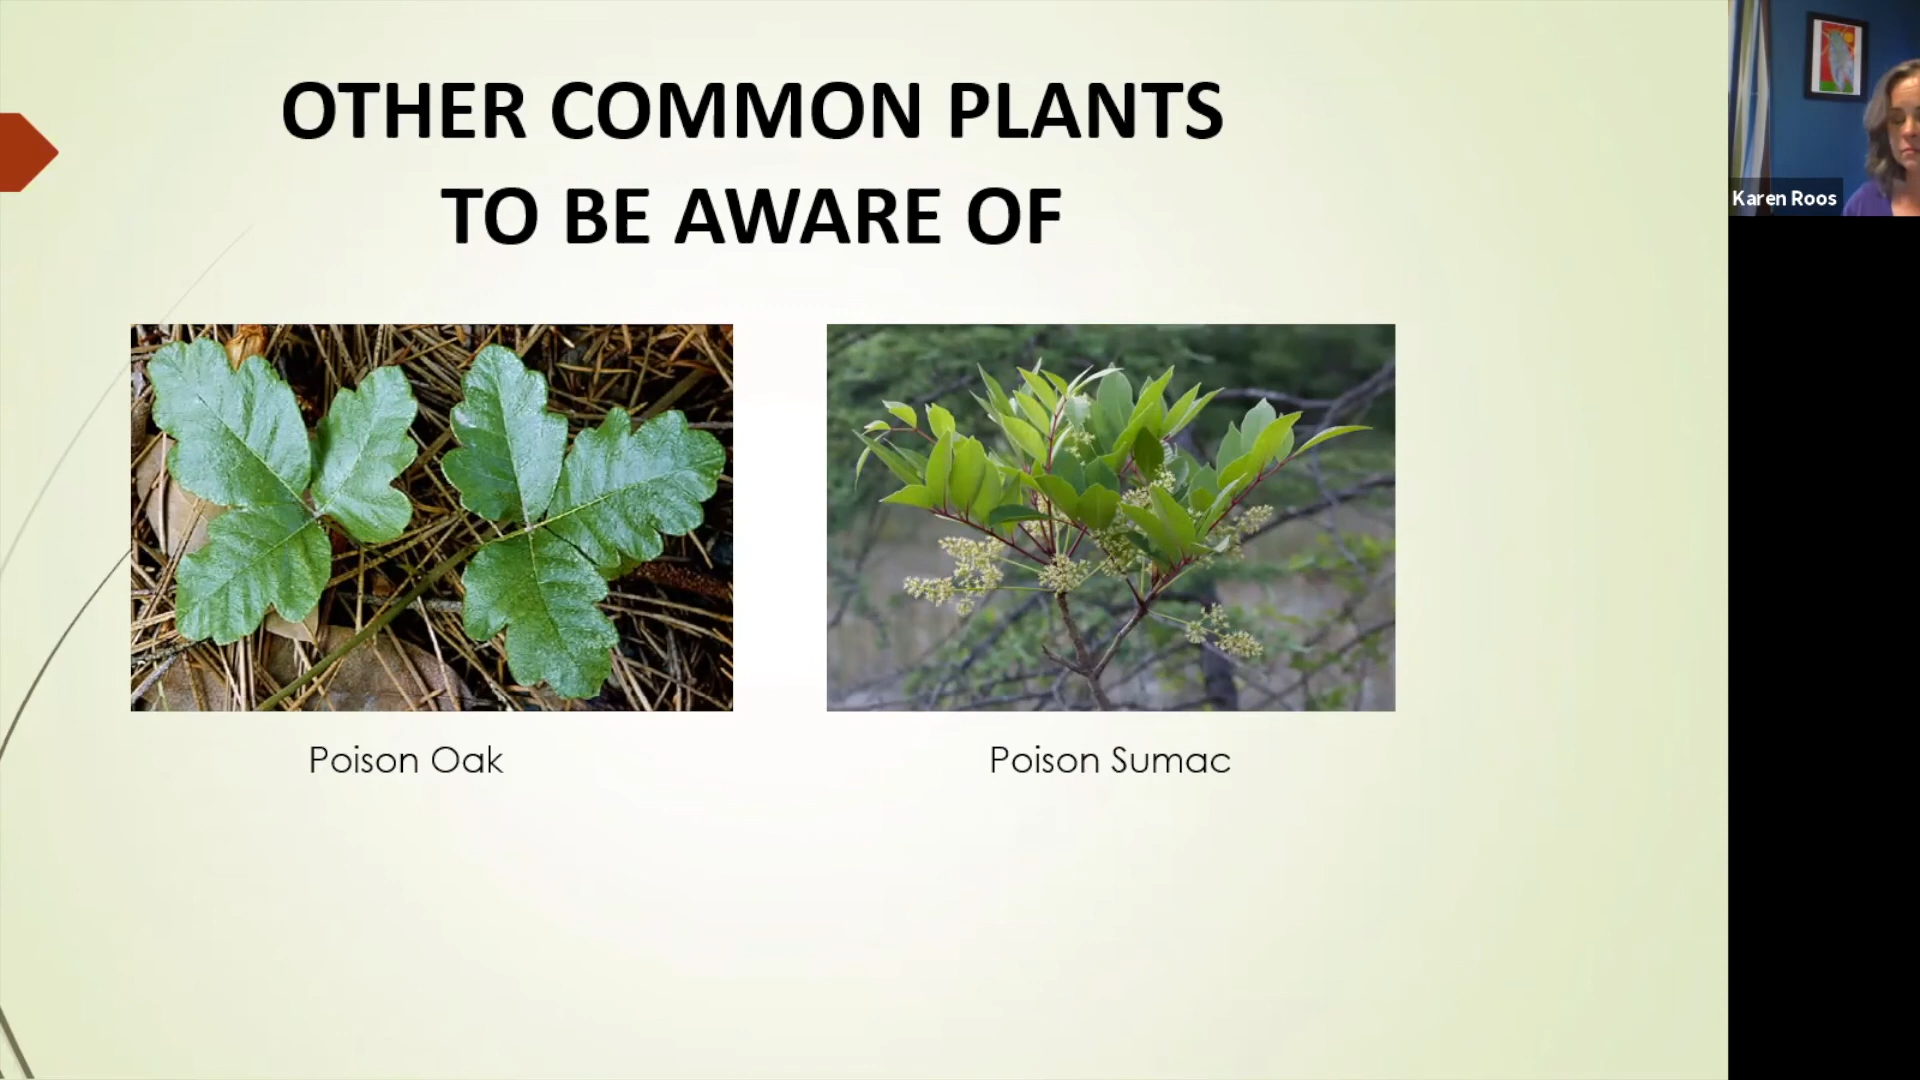 OTHER COMMON PLANTS
TO BE AWARE OF
Karen Roos
Poison Oak
Poison Sumac